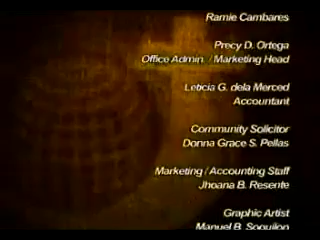 Ramie Cambares
Precy D. Ortega
Office Admin. / Marketing Head
Leticia G. dela Merced
Accountant
Community Solicitor
Donna Grace S. Pellas
Marketing / Accounting Staff
Jhoana B. Resente
Graphic Artist
Manuel B.